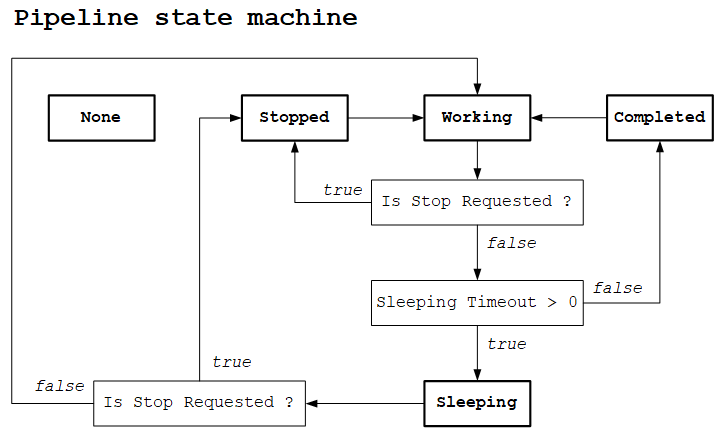 Pipeline state machine
None
Stopped
Working
Completed
true
Is Stop Requested ?
false
Sleeping Timeout > 0
false
true
true
false
Is Stop Requested ?
Sleeping